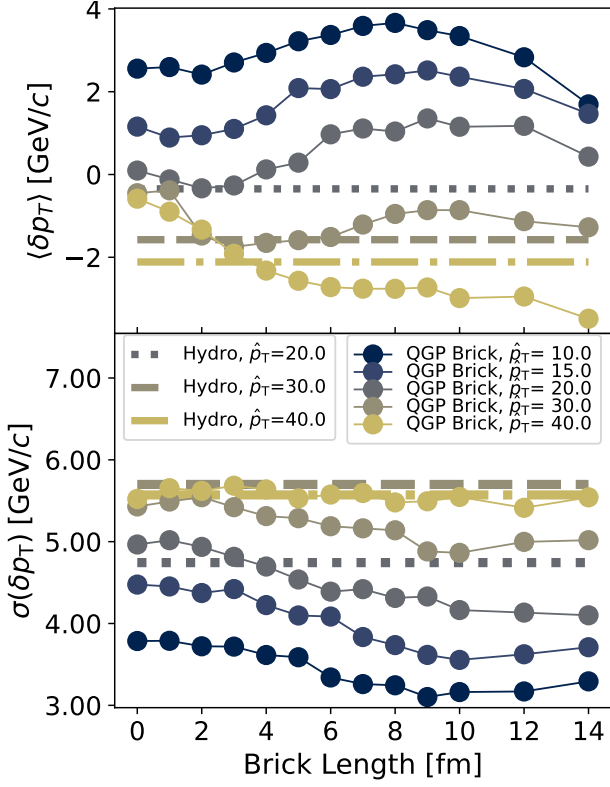 4
2
0
−2
⟨δp_T⟩ [GeV/c]
Hydro, p̂_T=20.0
Hydro, p̂_T=30.0
Hydro, p̂_T=40.0
QGP Brick, p̂_T= 10.0
QGP Brick, p̂_T= 15.0
QGP Brick, p̂_T= 20.0
QGP Brick, p̂_T= 30.0
QGP Brick, p̂_T= 40.0
7.00
6.00
5.00
4.00
3.00
σ(δp_T) [GeV/c]
0 2 4 6 8 10 12 14
Brick Length [fm]